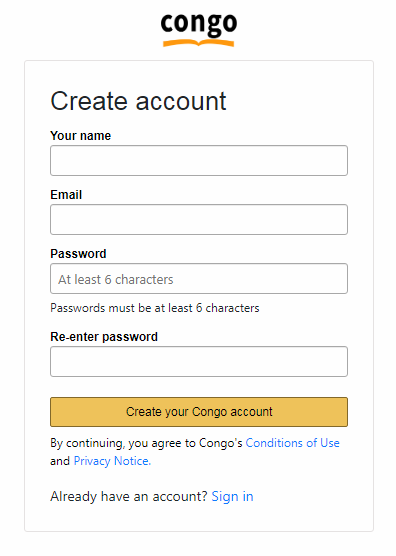 congo
Create account
Your name
Email
Password
At least 6 characters
Passwords must be at least 6 characters
Re-enter password
Create your Congo account
By continuing, you agree to Congo's Conditions of Use
and Privacy Notice.
Already have an account? Sign in